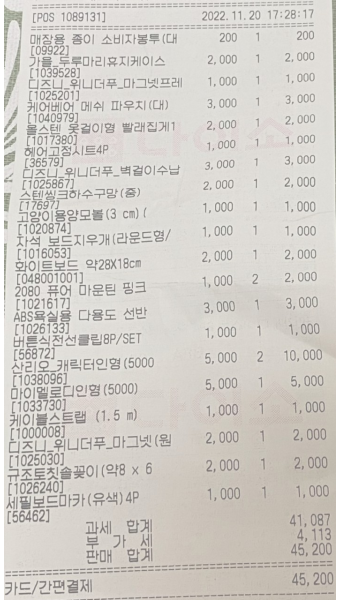 [POS 1089131] 2022.11.20 17:28:17
매장용 종이 소비자봉투(대 200 1 200
[09922]
가을_두루마리휴지케이스 2,000 1 2,000
[1039528]
디즈니_위니더푸_마그넷프레 1,000 1 1,000
[1025201]
케어베어 메쉬 파우치(대) 3,000 1 3,000
[1040979]
올스텐 옷걸이형 빨래집게1 2,000 1 2,000
[1017380]
헤어고정시트4P 1,000 1 1,000
[36579]
디즈니_위니더푸_벽걸이수납 3,000 1 3,000
[1025867]
스텐씽크하수구망(중) 2,000 1 2,000
[17697]
고양이용양모볼(3 cm)( 1,000 1 1,000
[1020874]
자석 보드지우개(라운드형/ 1,000 1 1,000
[1016053]
화이트보드 약28X18cm 2,000 1 2,000
[048001001]
2080 퓨어 마운틴 핑크 1,000 2 2,000
[1021617]
ABS욕실용 다용도 선반 3,000 1 3,000
[1026133]
버튼식전선클립8P/SET 1,000 1 1,000
[56872]
산리오_캐릭터인형(5000 5,000 2 10,000
[1038096]
마이멜로디인형(5000) 5,000 1 5,000
[1033730]
케이블스트랩 (1.5 m) 1,000 1 1,000
[1000008]
디즈니_위니더푸_마그넷(원 2,000 1 2,000
[1025030]
규조토칫솔꽂이(약8 x 6 2,000 1 2,000
[1026240]
세필보드마카(유색)4P 1,000 1 1,000
[56462]
과세 합계 41,087
부 가 세 4,113
판매 합계 45,200
카드/간편결제 45,200